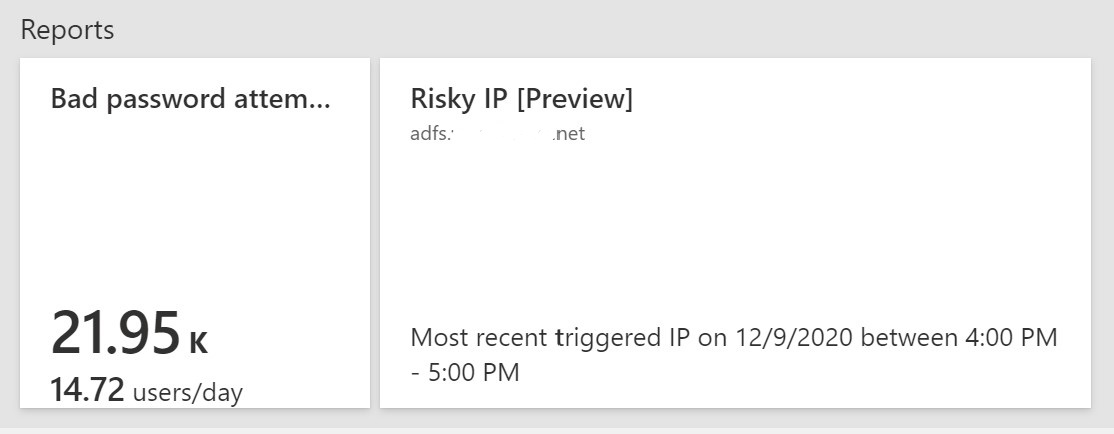 Reports
Bad password attem...
21.95 K
14.72 users/day
Risky IP [Preview]
adfs. .net
Most recent triggered IP on 12/9/2020 between 4:00 PM
- 5:00 PM